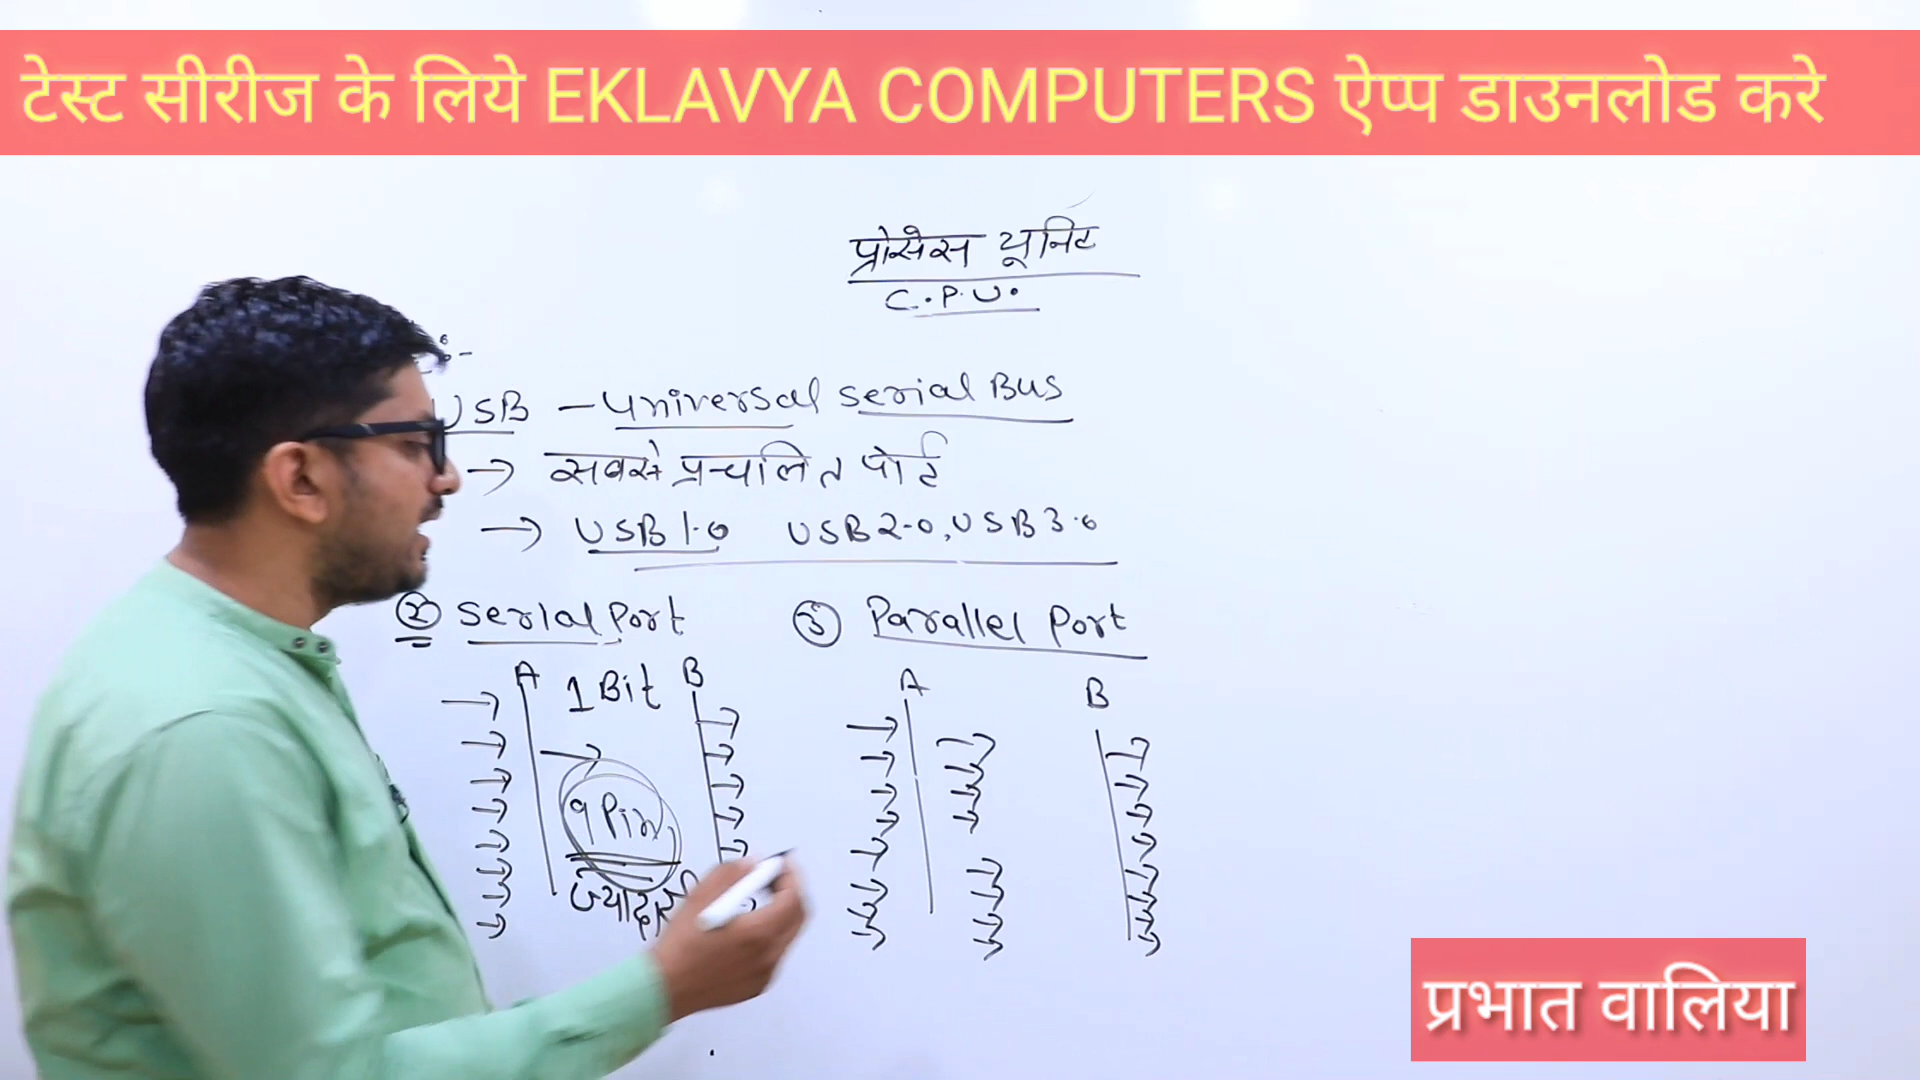 टेस्ट सीरीज के लिये EKLAVYA COMPUTERS ऐप्प डाउनलोड करे
प्रोसेस यूनिट
C.P.U.
USB – Universal Serial Bus
→ सबसे प्रचलित पोर्ट
→ USB 1.0 USB 2.0, USB 3.0
② Serial Port
③ Parallel Port
A 1 Bit B
A B
9 Pin
प्रभात वालिया